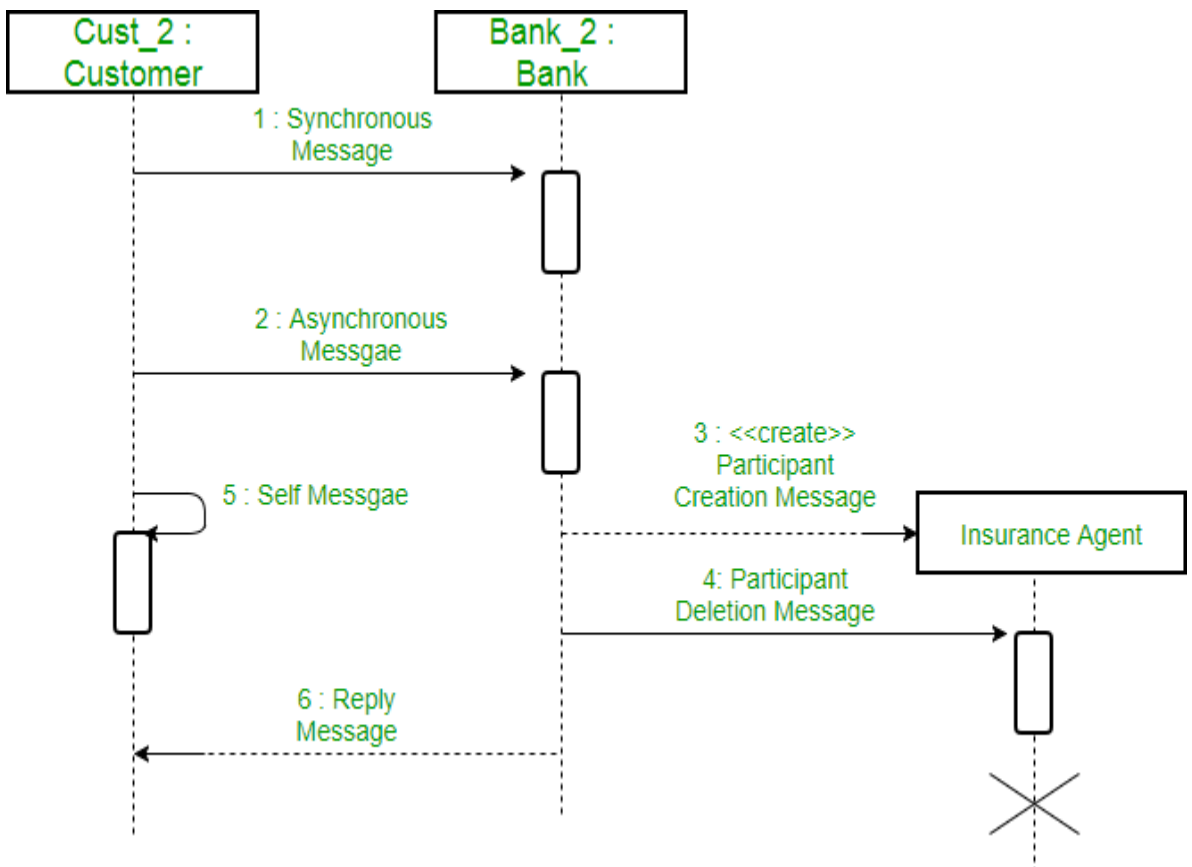 Cust_2 :
Customer
Bank_2 :
Bank
1 : Synchronous
Message
2 : Asynchronous
Messgae
3 : <<create>>
Participant
Creation Message
5 : Self Messgae
Insurance Agent
4: Participant
Deletion Message
6 : Reply
Message